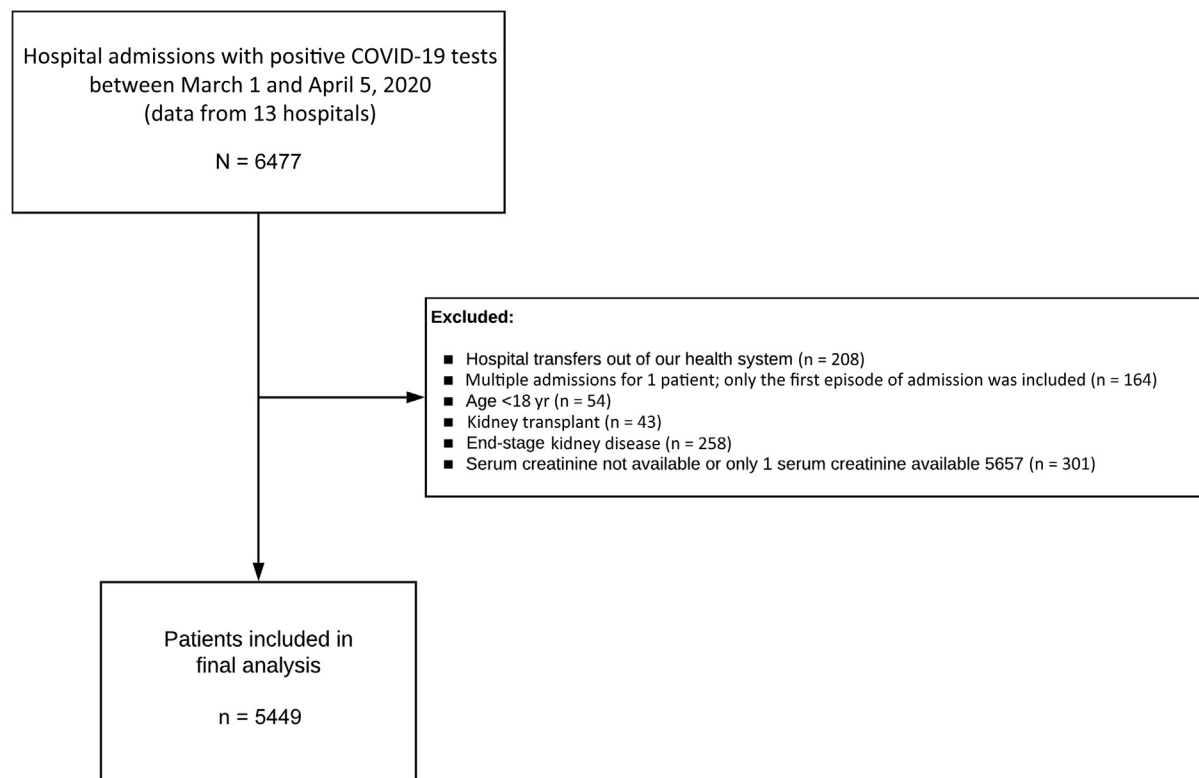 Hospital admissions with positive COVID-19 tests
between March 1 and April 5, 2020
(data from 13 hospitals)
N = 6477
Excluded:
■ Hospital transfers out of our health system (n = 208)
■ Multiple admissions for 1 patient; only the first episode of admission was included (n = 164)
■ Age <18 yr (n = 54)
■ Kidney transplant (n = 43)
■ End-stage kidney disease (n = 258)
■ Serum creatinine not available or only 1 serum creatinine available 5657 (n = 301)
Patients included in
final analysis
n = 5449